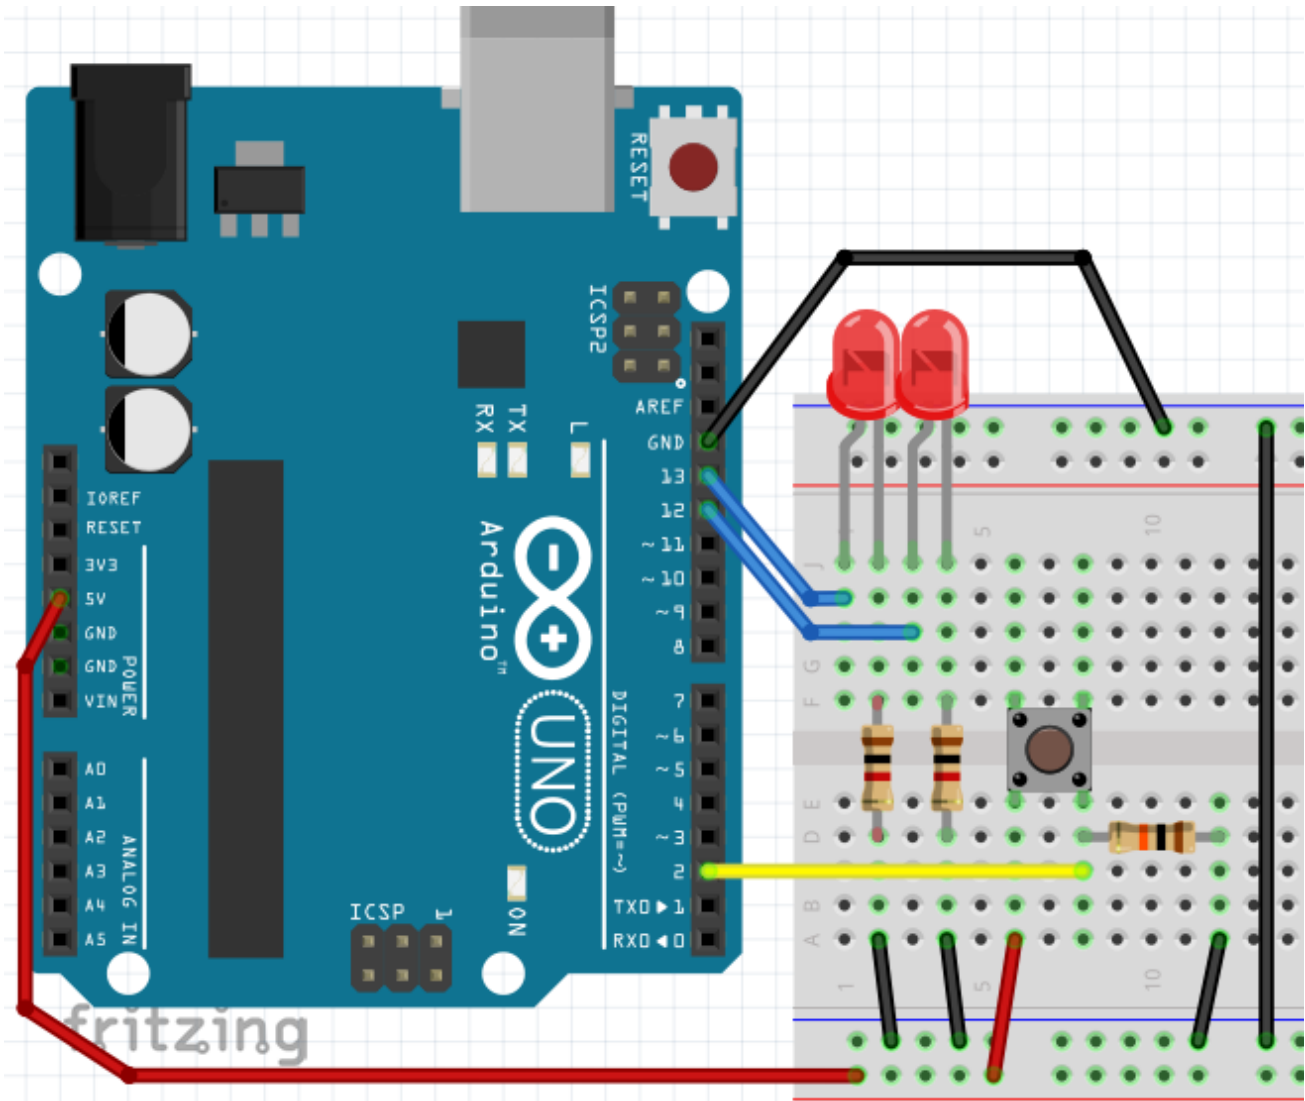 RESET
ICSP2
AREF
GND
13
12
~11
~10
~9
8
RX
TX
L
IOREF
RESET
3V3
5V
GND
GND
VIN
POWER
Arduino™
UNO
DIGITAL (PWM=~)
7
~6
~5
4
~3
2
TX0▶1
RX0◀0
A0
A1
A2
A3
A4
A5
ANALOG IN
ICSP
1
ON
fritzing
1
5
10
J
G
F
E
D
B
A
1
5
10